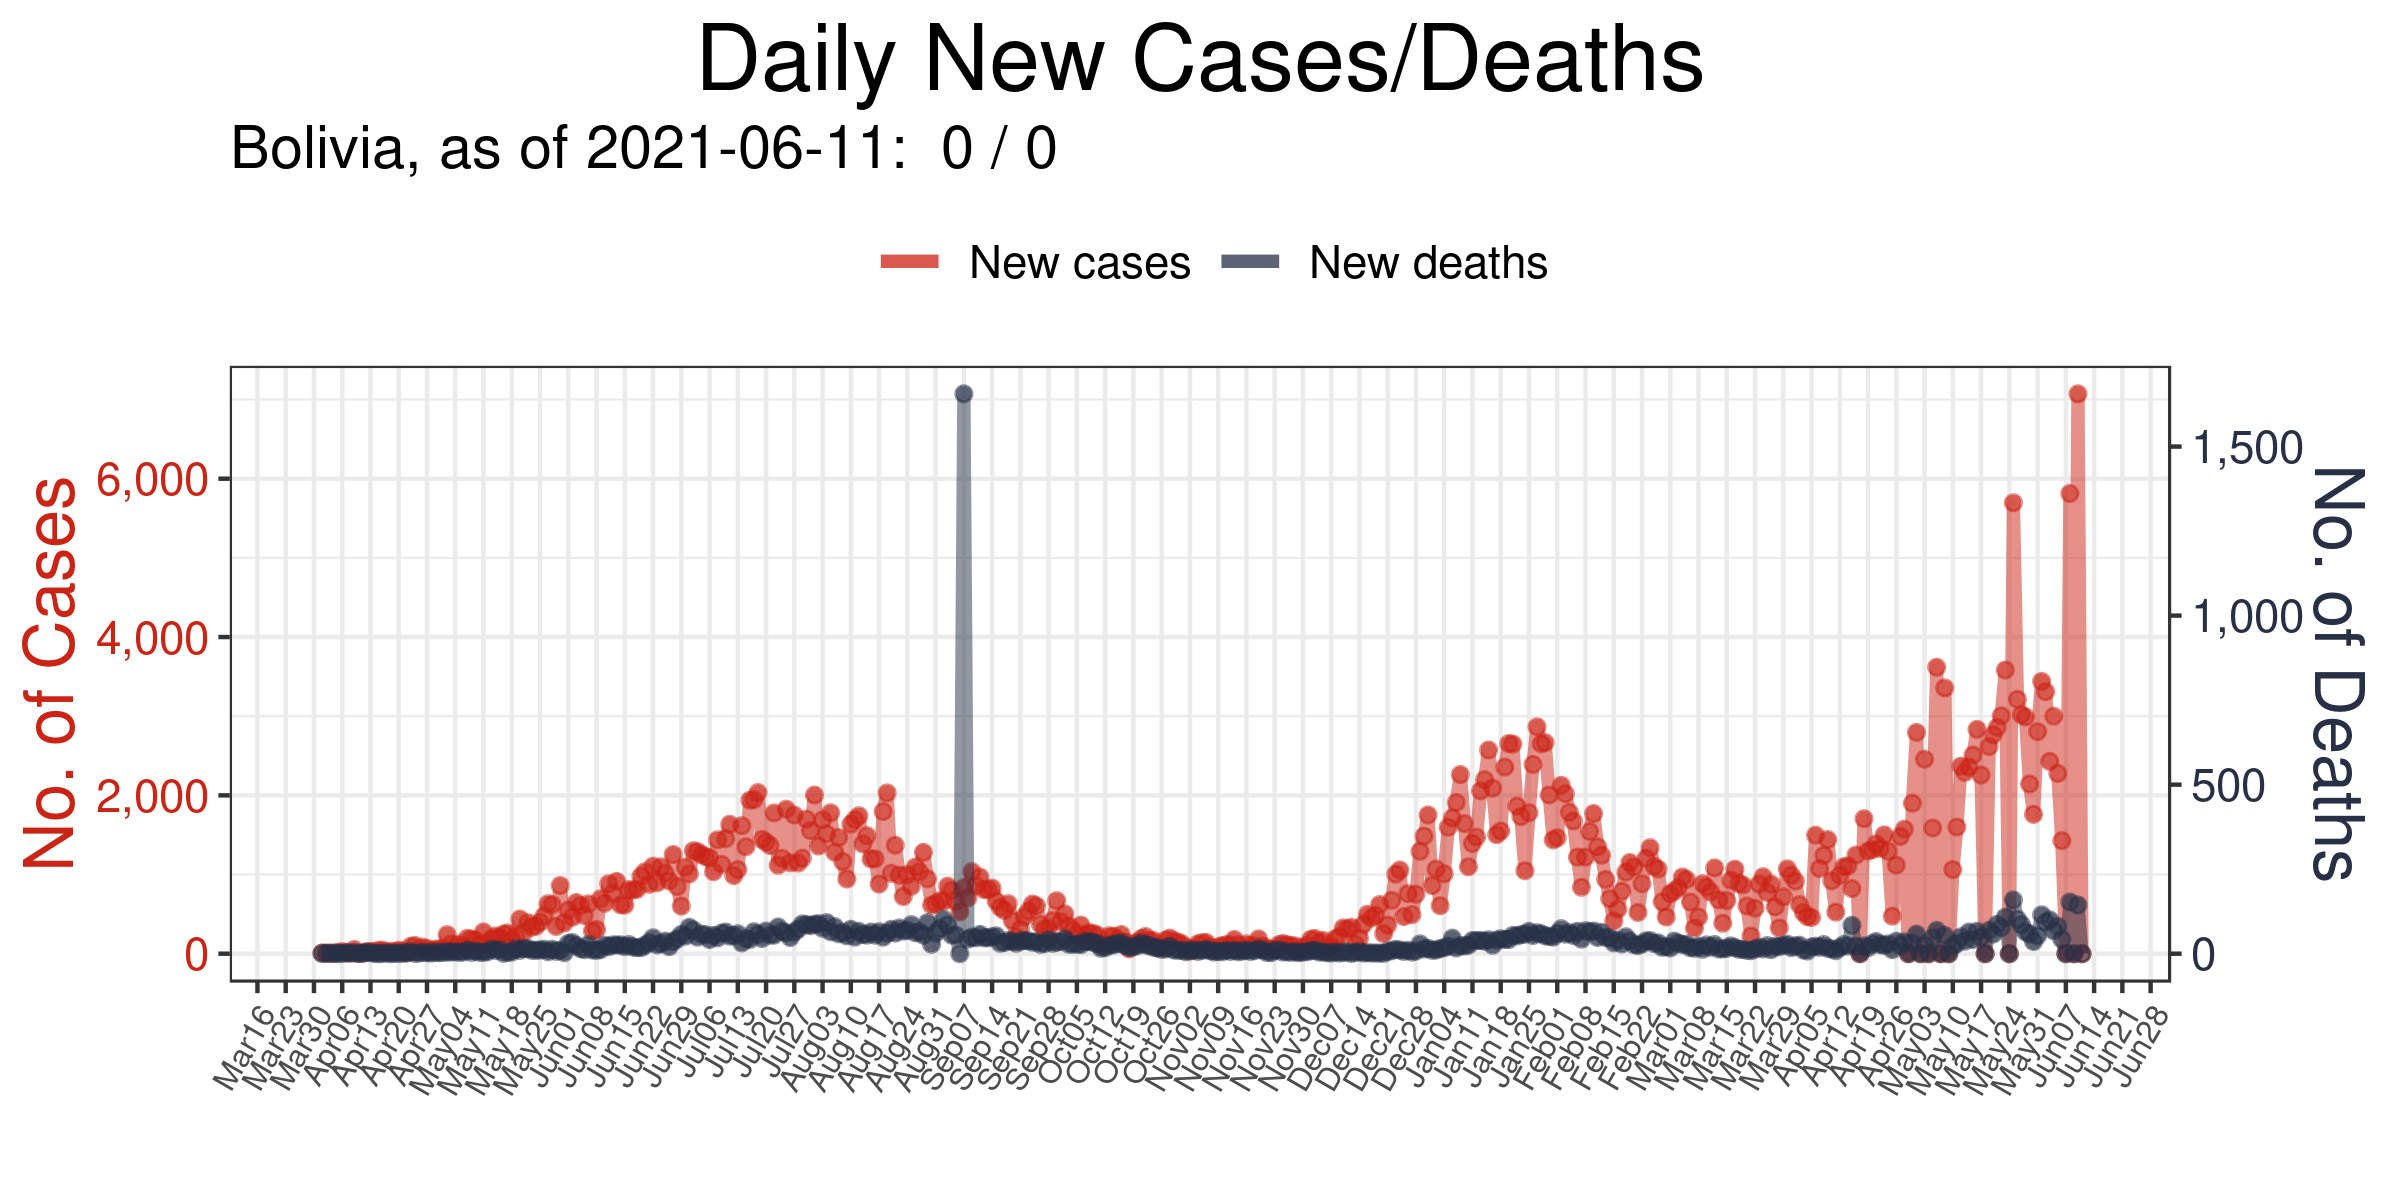 Daily New Cases/Deaths
Bolivia, as of 2021-06-11:  0 / 0
New cases
New deaths
No. of Cases
6,000
4,000
2,000
0
1,500
1,000
500
0
No. of Deaths
Mar16
Mar23
Mar30
Apr06
Apr13
Apr20
Apr27
May04
May11
May18
May25
Jun01
Jun08
Jun15
Jun22
Jun29
Jul06
Jul13
Jul20
Jul27
Aug03
Aug10
Aug17
Aug24
Aug31
Sep07
Sep14
Sep21
Sep28
Oct05
Oct12
Oct19
Oct26
Nov02
Nov09
Nov16
Nov23
Nov30
Dec07
Dec14
Dec21
Dec28
Jan04
Jan11
Jan18
Jan25
Feb01
Feb08
Feb15
Feb22
Mar01
Mar08
Mar15
Mar22
Mar29
Apr05
Apr12
Apr19
Apr26
May03
May10
May17
May24
May31
Jun07
Jun14
Jun21
Jun28